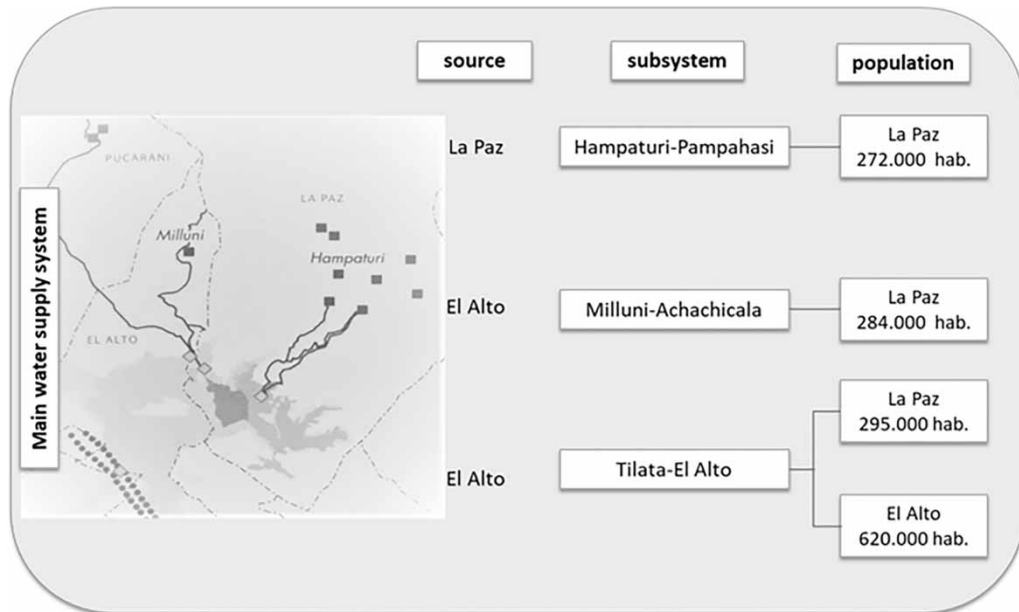 source
subsystem
population
Main water supply system
PUCARANI
Milluni
LA PAZ
Hampaturi
EL ALTO
La Paz
Hampaturi-Pampahasi
La Paz
272.000 hab.
El Alto
Milluni-Achachicala
La Paz
284.000 hab.
El Alto
Tilata-El Alto
La Paz
295.000 hab.
El Alto
620.000 hab.